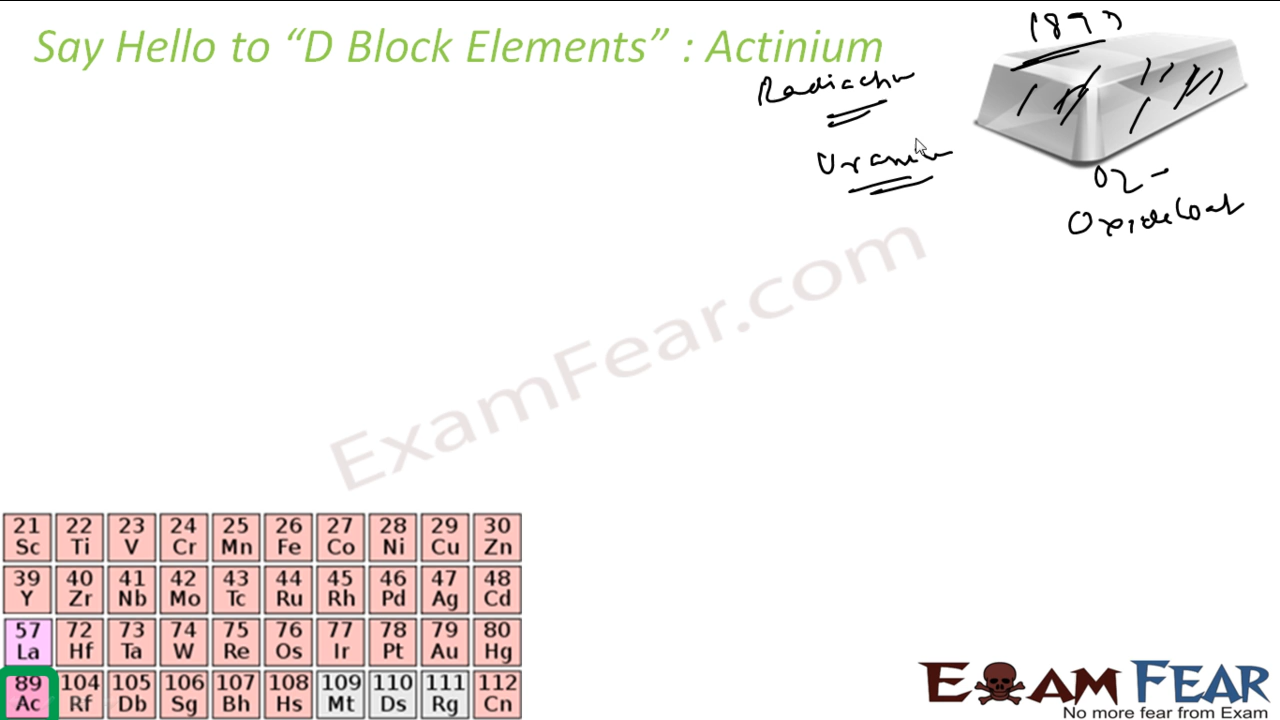 Say Hello to “D Block Elements” : Actinium
Oxide Coat
ExamFear.com
21 22 23 24 25 26 27 28 29 30
Sc Ti V Cr Mn Fe Co Ni Cu Zn
39 40 41 42 43 44 45 46 47 48
Y Zr Nb Mo Tc Ru Rh Pd Ag Cd
57 72 73 74 75 76 77 78 79 80
La Hf Ta W Re Os Ir Pt Au Hg
89 104 105 106 107 108 109 110 111 112
Ac Rf Db Sg Bh Hs Mt Ds Rg Cn
EXAM FEAR
No more fear from Exam